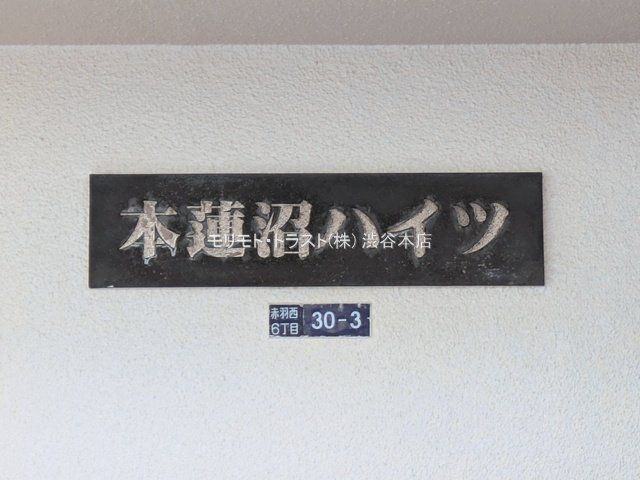 本蓮沼ハイツ
モリモト・トラスト(株) 渋谷本店
赤羽西
6丁目
30-3